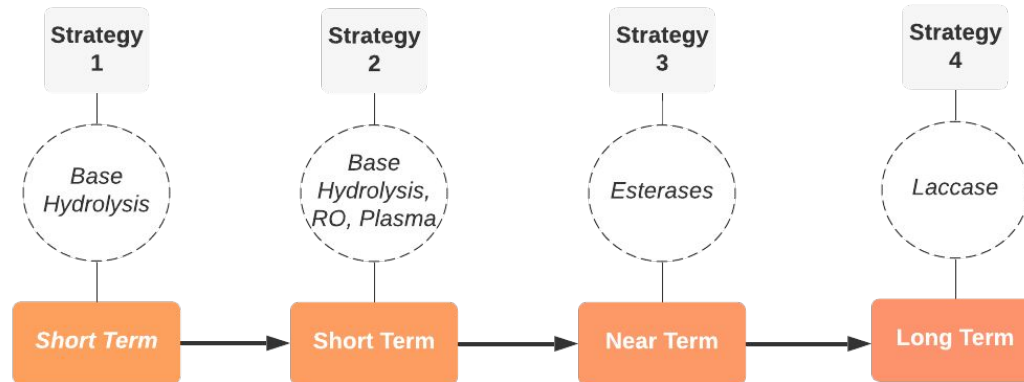 Strategy
1
Strategy
2
Strategy
3
Strategy
4
Base
Hydrolysis
Base
Hydrolysis,
RO, Plasma
Esterases
Laccase
Short Term
Short Term
Near Term
Long Term